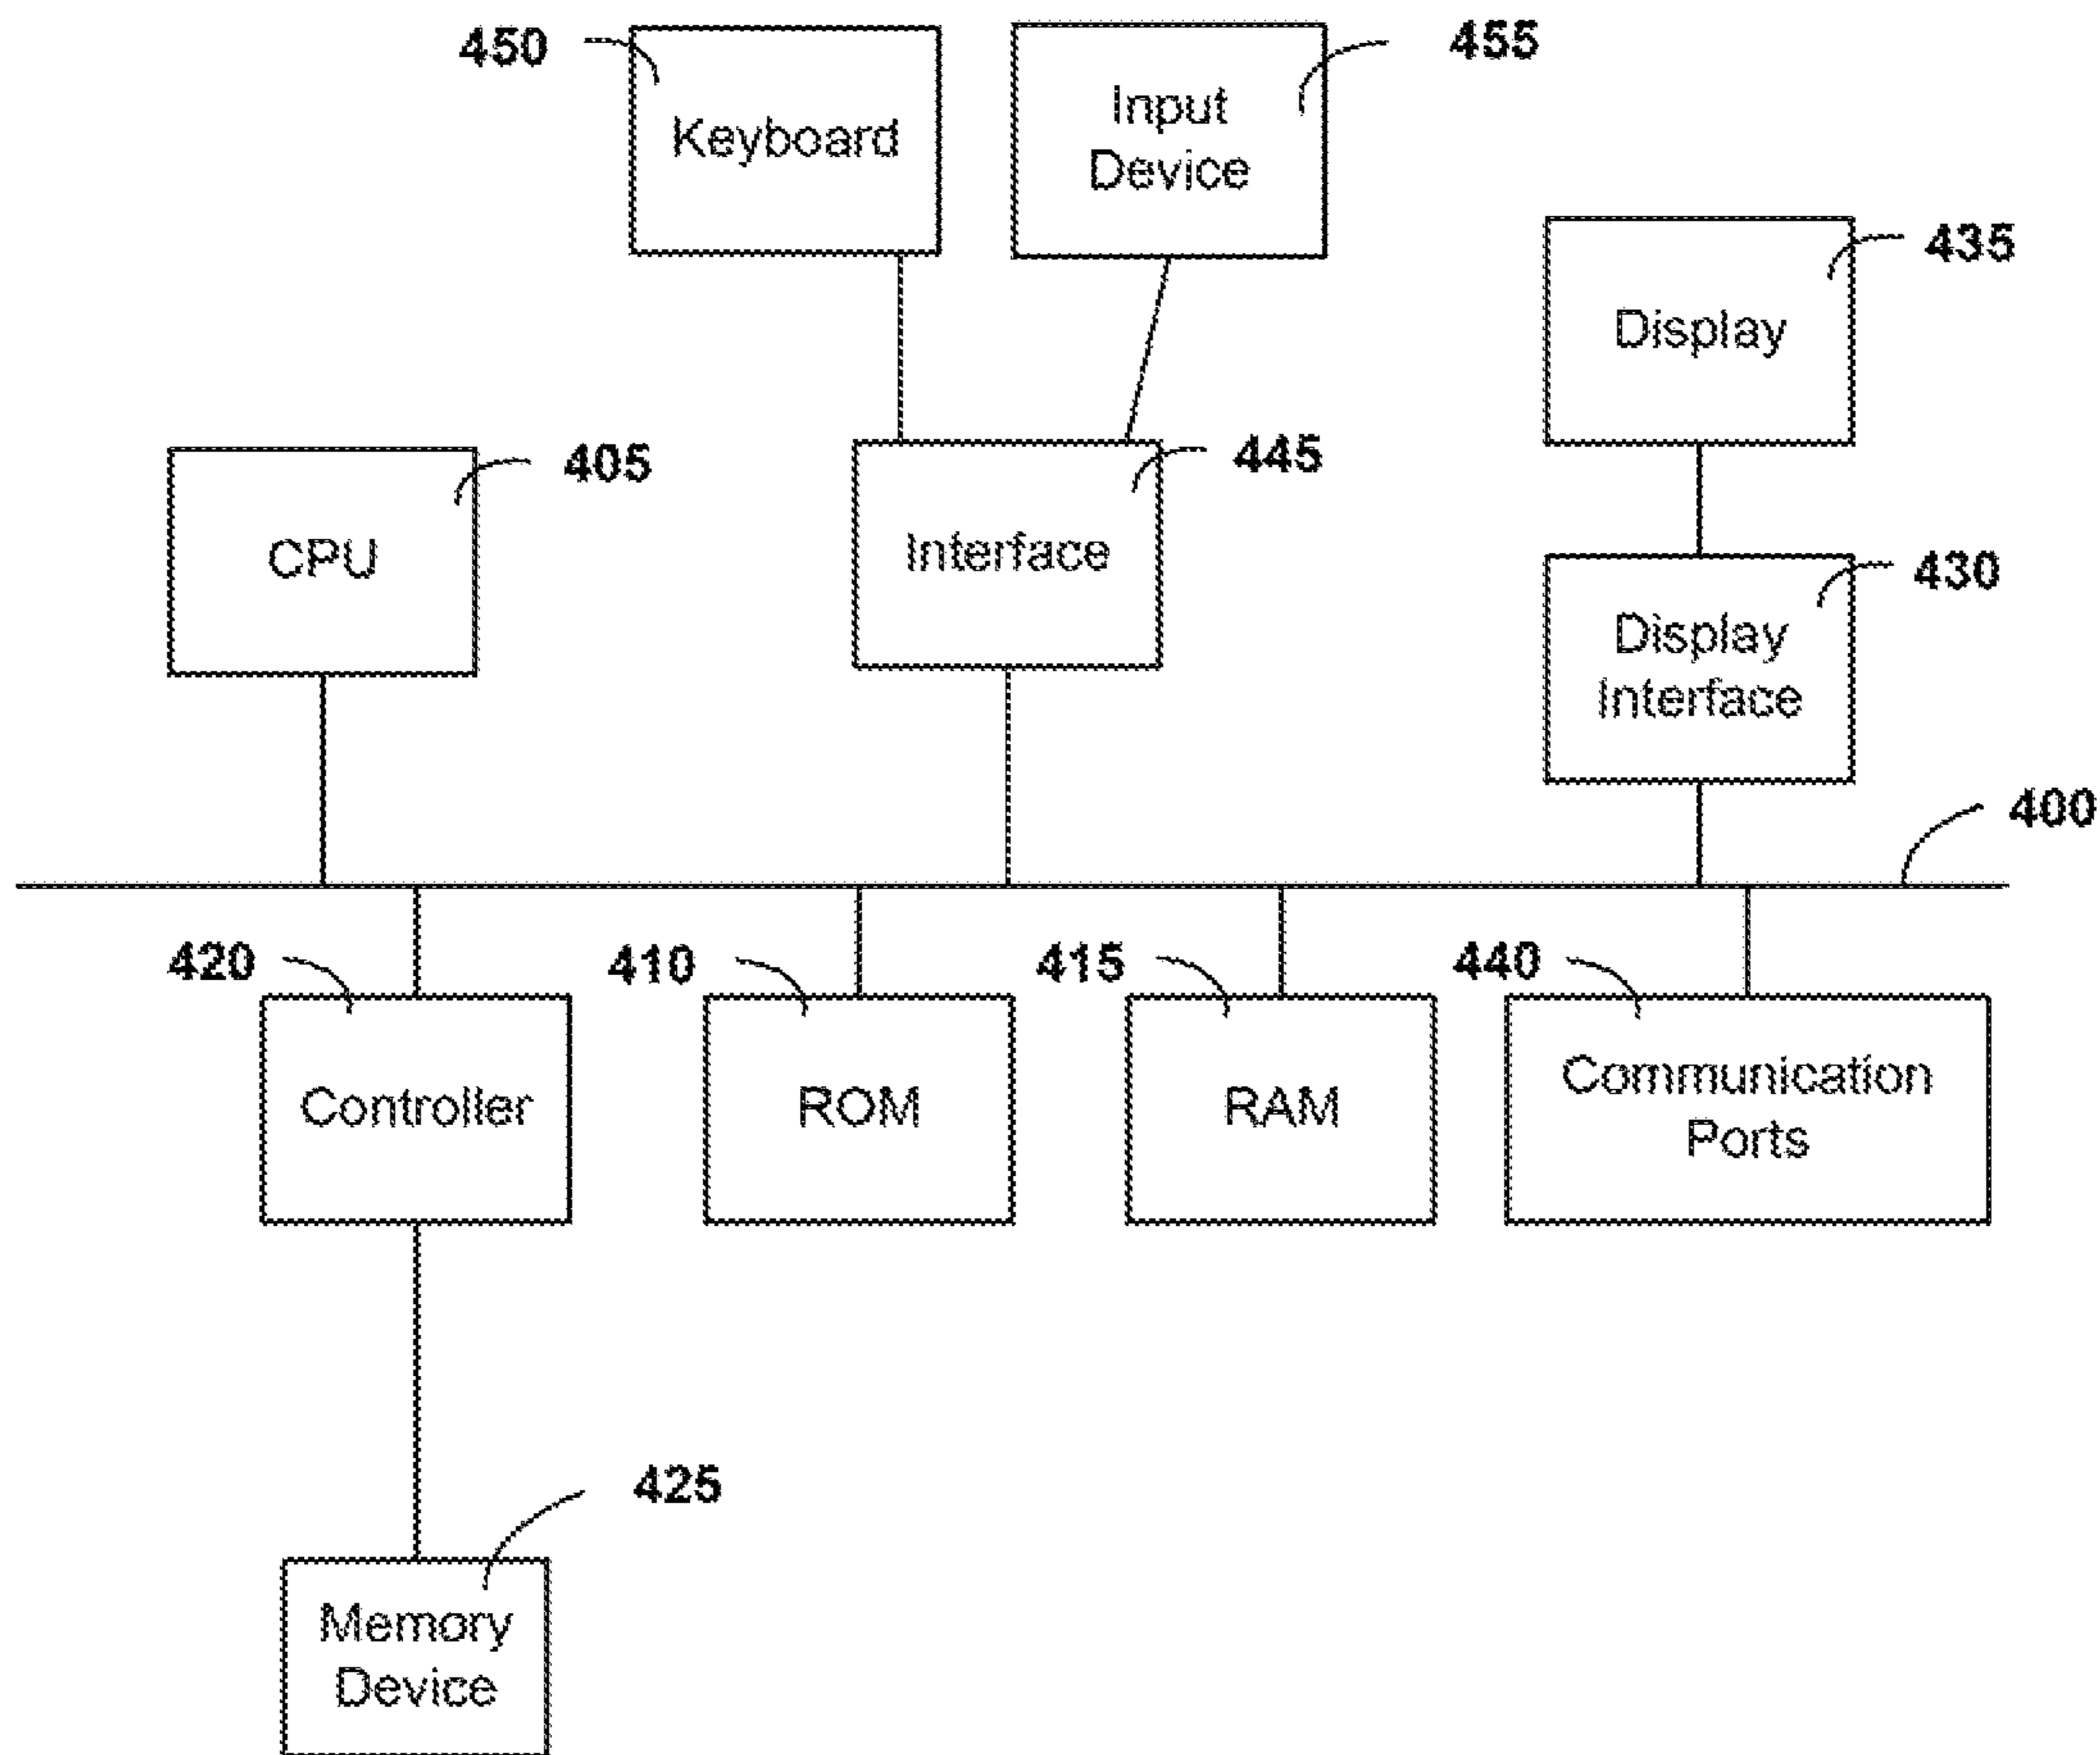 450
455
Keyboard
Input
Device
435
Display
405
445
CPU
Interface
430
Display
Interface
400
420
410
415
440
Controller
ROM
RAM
Communication
Ports
425
Memory
Device